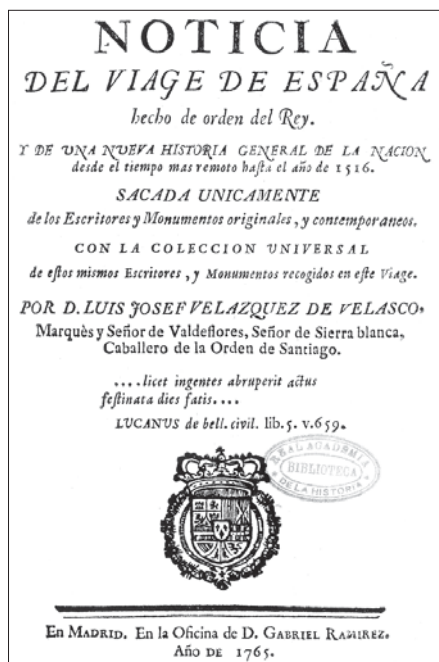 NOTICIA
DEL VIAGE DE ESPAÑA
hecho de orden del Rey.
Y DE UNA NUEVA HISTORIA GENERAL DE LA NACION
desde el tiempo mas remoto haſta el año de 1516.
SACADA UNICAMENTE
de los Eſcritores y Monumentos originales, y contemporaneos.
CON LA COLECCION UNIVERSAL
de eſtos miſmos Eſcritores, y Monumentos recogidos en eſte Viage.
POR D. LUIS JOSEF VELAZQUEZ DE VELASCO,
Marquès y Señor de Valdeflores, Señor de Sierra blanca,
Caballero de la Orden de Santiago.
....licet ingentes abruperit actus
feſtinata dies fatis....
LUCANUS de bell. civil. lib. 5. v. 659.
REAL ACADEMIA
BIBLIOTECA
DE LA HISTORIA
En MADRID. En la Oficina de D. GABRIEL RAMIREZ.
Año DE 1765.